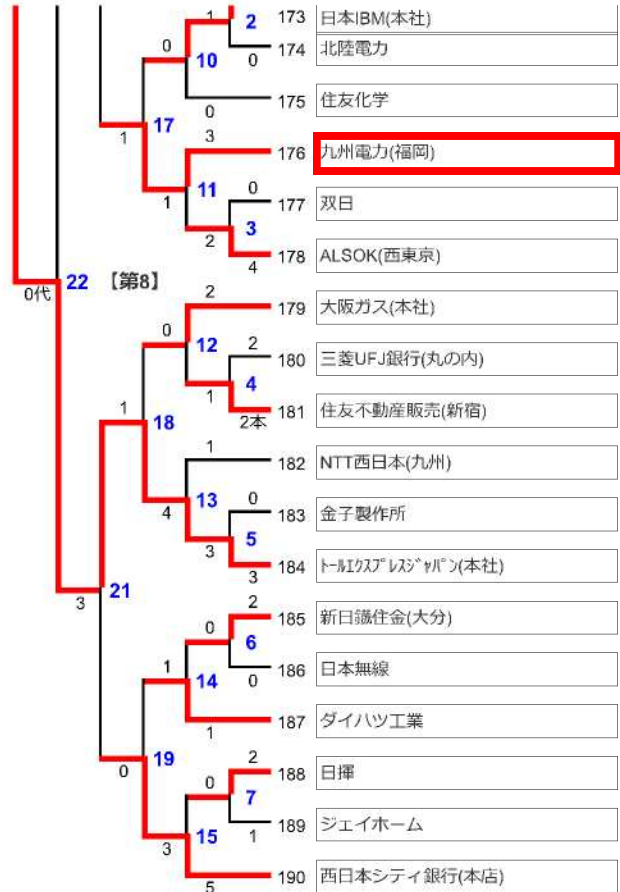 1 2 173 日本IBM(本社)
0 10 174 北陸電力
0
175 住友化学
0
17
1 3
176 九州電力(福岡)
11 0
1 177 双日
3
2 178 ALSOK(西東京)
4
22 【第8】
0代 2
179 大阪ガス(本社)
0
12 2
180 三菱UFJ銀行(丸の内)
4
1 181 住友不動産販売(新宿)
1 18 2本
1
182 NTT西日本(九州)
13 0
4 183 金子製作所
5
3 184 ﾄｰﾙｴｸｽﾌﾟﾚｽｼﾞｬﾊﾟﾝ(本社)
3
21
3 2
185 新日鐵住金(大分)
0 6
1 186 日本無線
14 0
187 ダイハツ工業
1
19 2
0 188 日揮
0 7
189 ジェイホーム
15 1
3
190 西日本シティ銀行(本店)
5